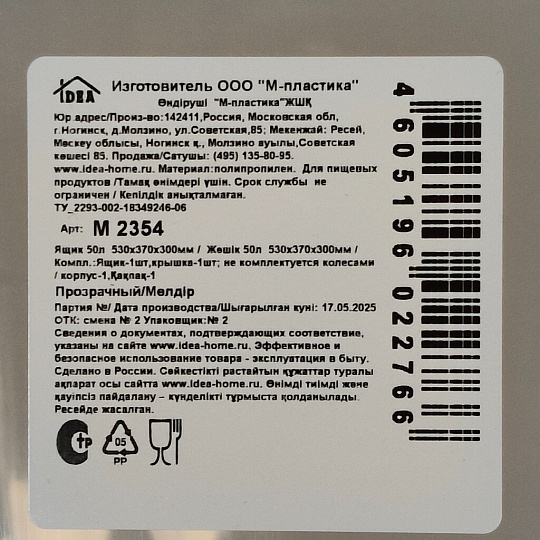 IDEA
Изготовитель ООО "М-пластика"
Өндіруші "М-пластика"ЖШҚ
Юр.адрес/Произ-во:142411,Россия, Московская обл,
г.Ногинск, д.Молзино, ул.Советская,85; Мекенжай: Ресей,
Мәскеу облысы, Ногинск қ., Молзино ауылы,Советская
көшесі 85. Продажа/Сатушы: (495) 135-80-95.
www.idea-home.ru. Материал:полипропилен. Для пищевых
продуктов /Тамақ өнімдері үшін. Срок службы не
ограничен / Кепілдік анықталмаған.
ТУ_2293-002-18349246-06
Арт: М 2354
Ящик 50л 530х370х300мм / Жәшік 50л 530х370х300мм /
Компл.:Ящик-1шт,крышка-1шт; не комплектуется колесами
/ корпус-1,Қақпақ-1
Прозрачный/Мөлдір
Партия №/ Дата производства/Шығарылған күні: 17.05.2025
ОТК: смена № 2 Упаковщик:№ 2
Сведения о документах, подтверждающих соответствие,
указаны на сайте www.idea-home.ru. Эффективное и
безопасное использование товара - эксплуатация в быту.
Сделано в России. Сәйкестікті растайтын құжаттар туралы
ақпарат осы сайтта www.idea-home.ru. Өнімді тиімді және
қауіпсіз пайдалану – күнделікті тұрмыста қолданылады.
Ресейде жасалған.
05
PP
4 605196 022766